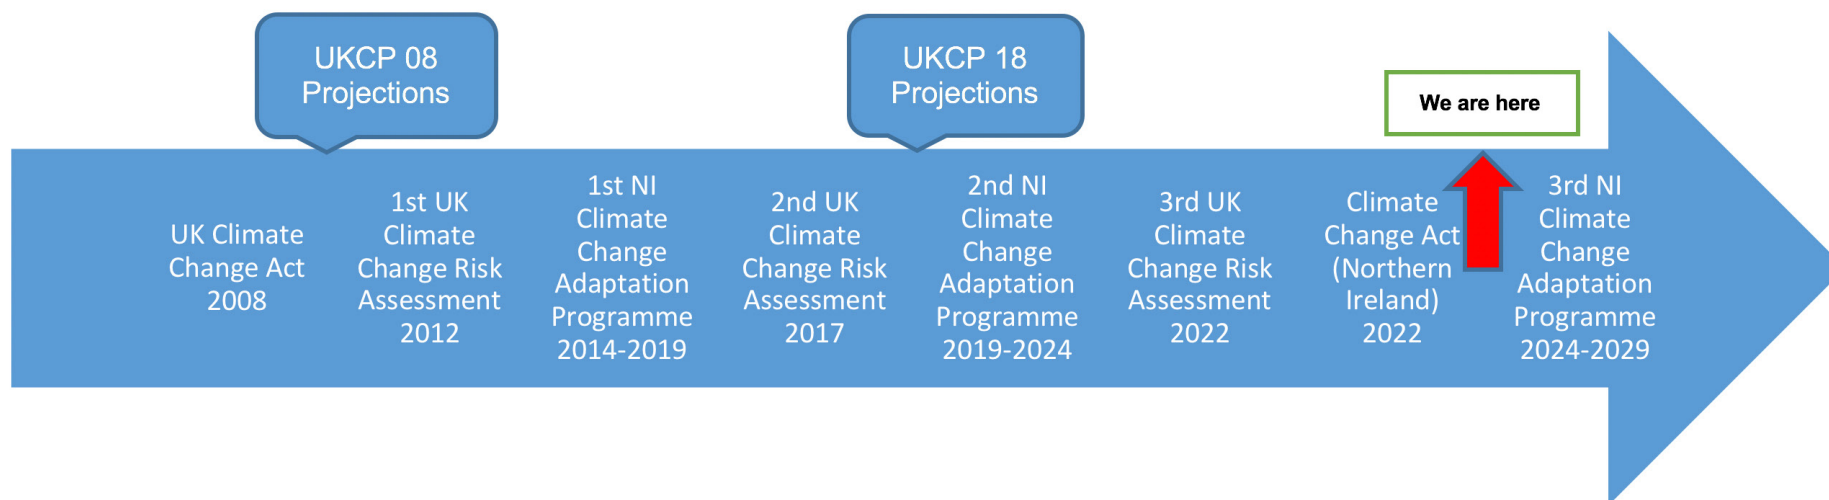 UKCP 08
Projections
UKCP 18
Projections
We are here
UK Climate
Change Act
2008
1st UK
Climate
Change Risk
Assessment
2012
1st NI
Climate
Change
Adaptation
Programme
2014-2019
2nd UK
Climate
Change Risk
Assessment
2017
2nd NI
Climate
Change
Adaptation
Programme
2019-2024
3rd UK
Climate
Change Risk
Assessment
2022
Climate
Change Act
(Northern
Ireland)
2022
3rd NI
Climate
Change
Adaptation
Programme
2024-2029